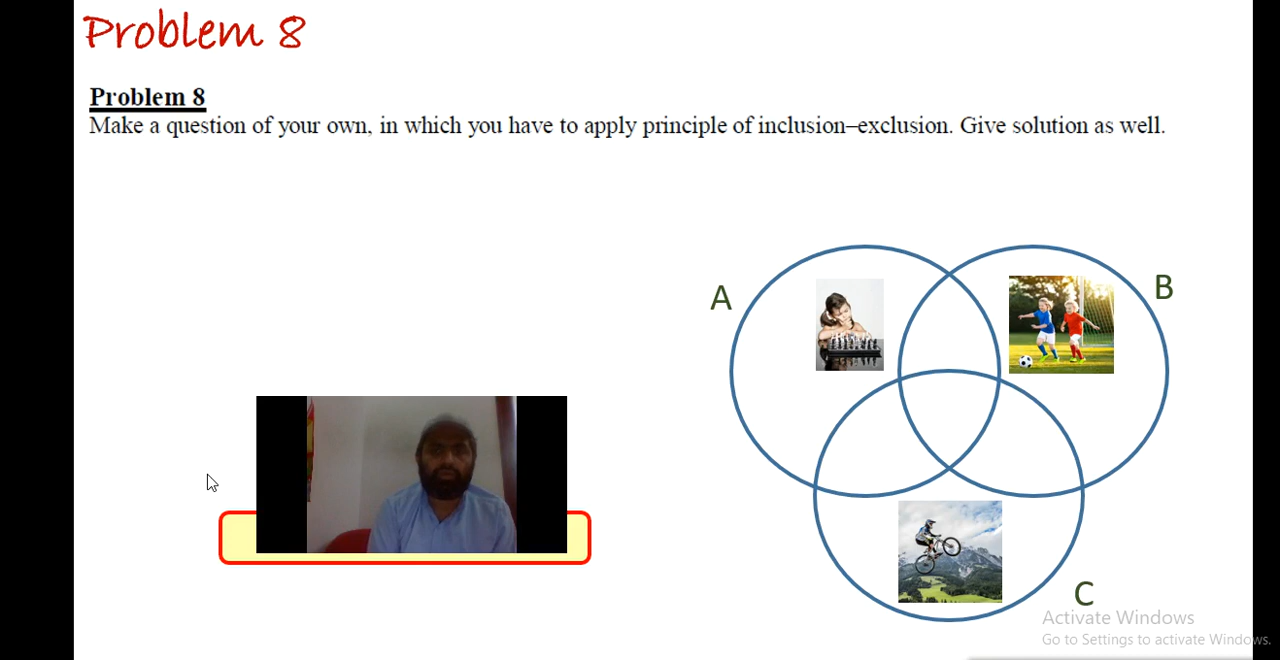 Problem 8
Problem 8
Make a question of your own, in which you have to apply principle of inclusion–exclusion. Give solution as well.
A
B
C
Activate Windows
Go to Settings to activate Windows.